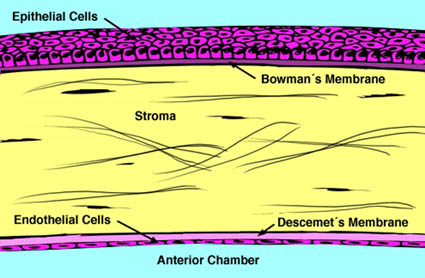 Epithelial Cells
Bowman´s Membrane
Stroma
Endothelial Cells
Descemet´s Membrane
Anterior Chamber